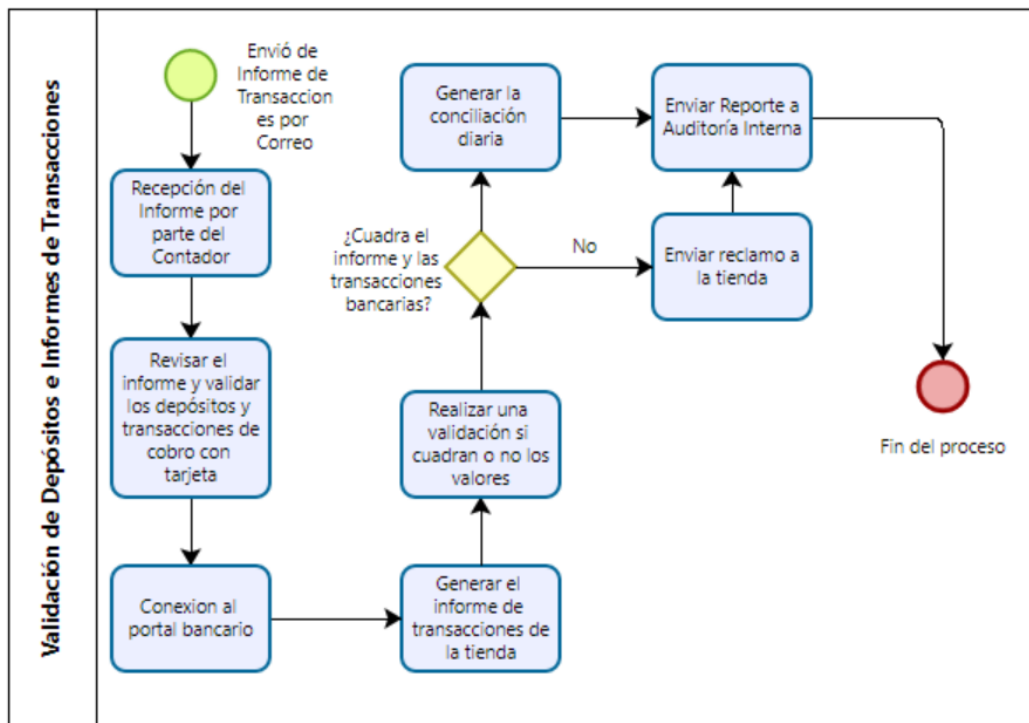 Validación de Depósitos e Informes de Transacciones
Envió de
Informe de
Transaccion
es por
Correo
Recepción del
Informe por
parte del
Contador
Revisar el
informe y validar
los depósitos y
transacciones de
cobro con
tarjeta
Conexion al
portal bancario
Generar el
informe de
transacciones de
la tienda
Realizar una
validación si
cuadran o no los
valores
¿Cuadra el
informe y las
transacciones
bancarias?
No
Generar la
conciliación
diaria
Enviar reclamo a
la tienda
Enviar Reporte a
Auditoría Interna
Fin del proceso